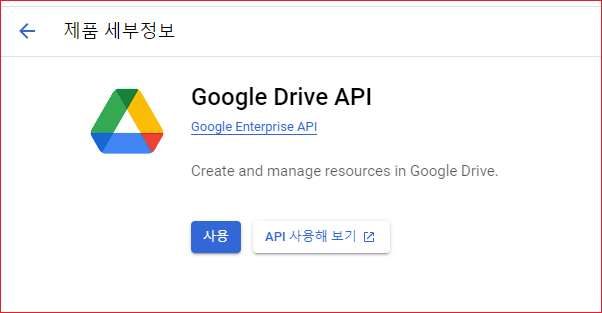 제품 세부정보
Google Drive API
Google Enterprise API
Create and manage resources in Google Drive.
사용
API 사용해 보기